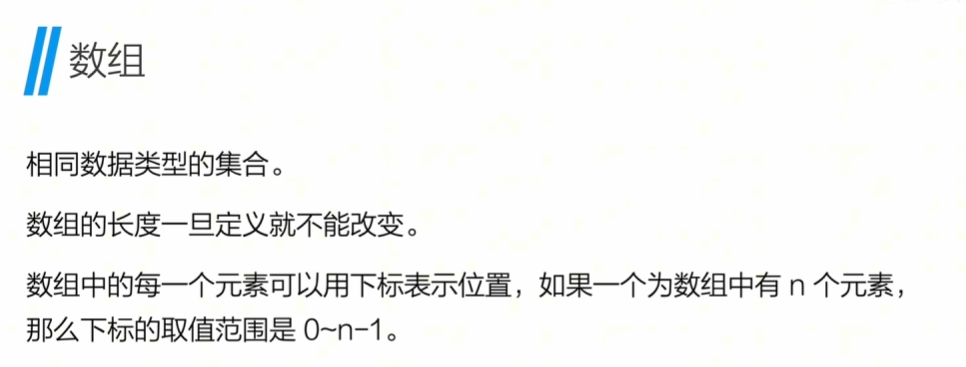 数组
相同数据类型的集合。
数组的长度一旦定义就不能改变。
数组中的每一个元素可以用下标表示位置，如果一个为数组中有 n 个元素，
那么下标的取值范围是 0~n-1。